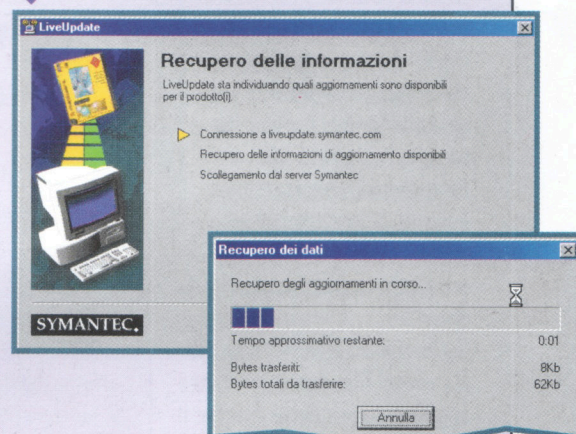 LiveUpdate
Recupero delle informazioni
LiveUpdate sta individuando quali aggiornamenti sono disponibili
per il prodotto[i].
Connessione a liveupdate.symantec.com
Recupero delle informazioni di aggiornamento disponibili
Scollegamento dal server Symantec
SYMANTEC.
Recupero dei dati
Recupero degli aggiornamenti in corso...
Tempo approssimativo restante: 0:01
Bytes trasferiti: 8Kb
Bytes totali da trasferire: 62Kb
Annulla